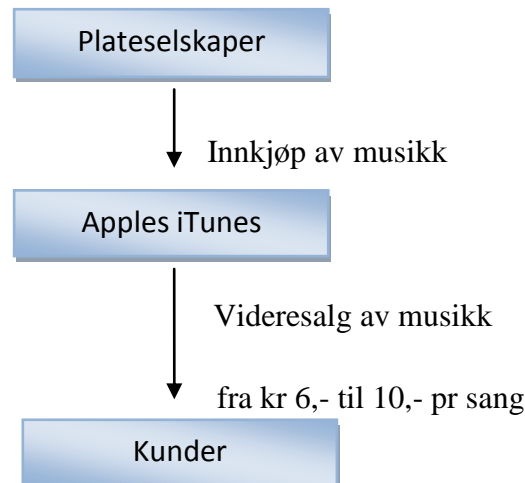 Plateselskaper
Innkjøp av musikk
Apples iTunes
Videresalg av musikk
fra kr 6,- til 10,- pr sang
Kunder